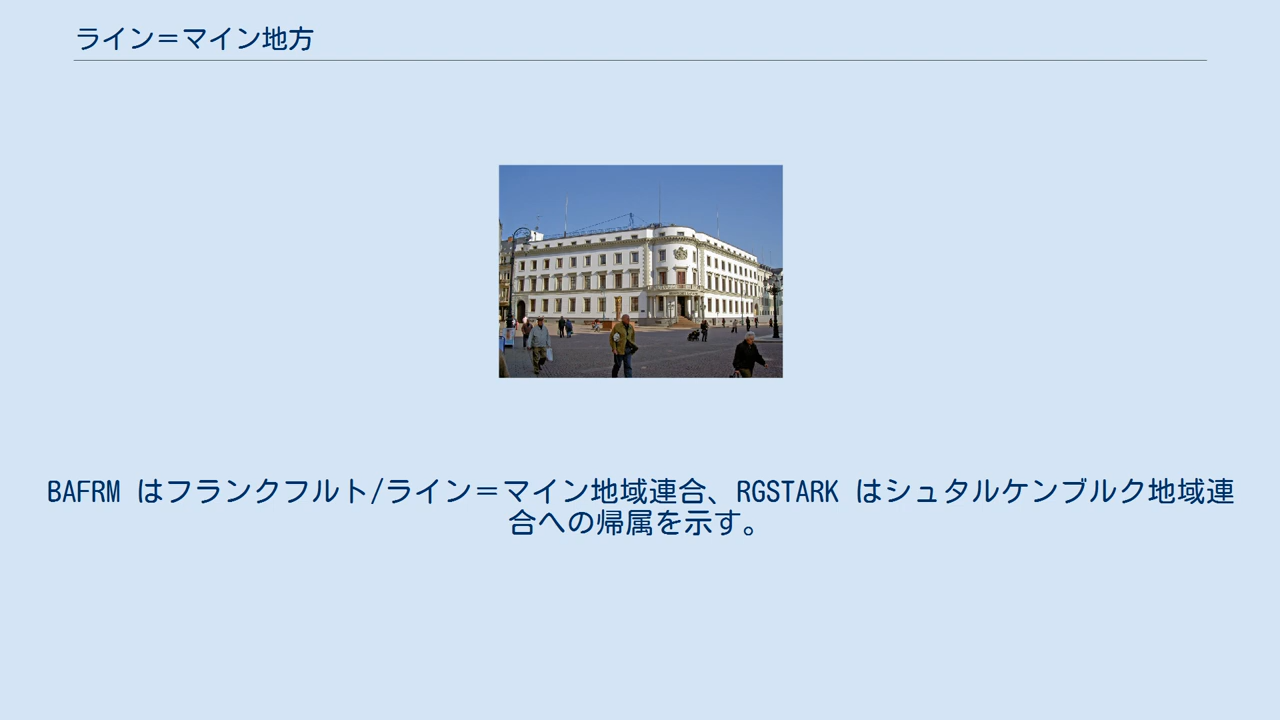 ライン＝マイン地方
BAFRM はフランクフルト/ライン＝マイン地域連合、RGSTARK はシュタルケンブルク地域連
合への帰属を示す。